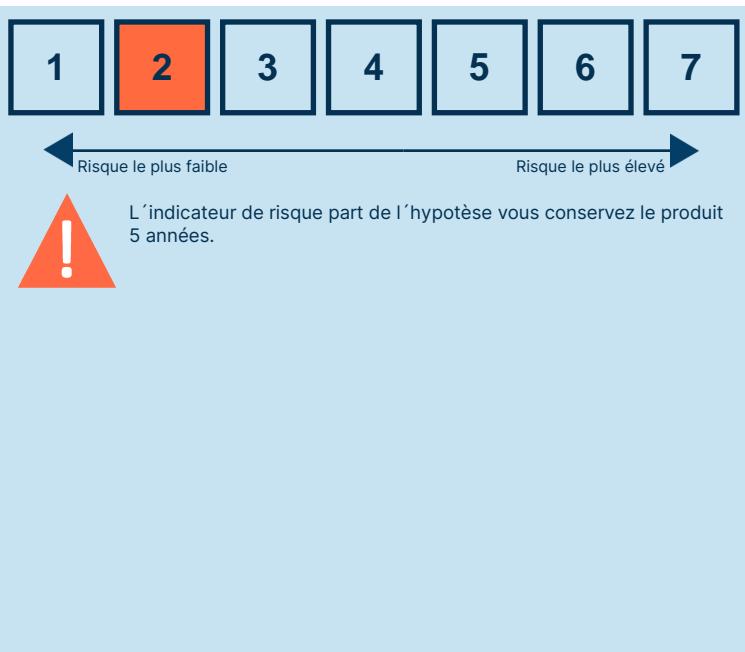 1 2 3 4 5 6 7
Risque le plus faible Risque le plus élevé
!
L´indicateur de risque part de l´hypotèse vous conservez le produit
5 années.